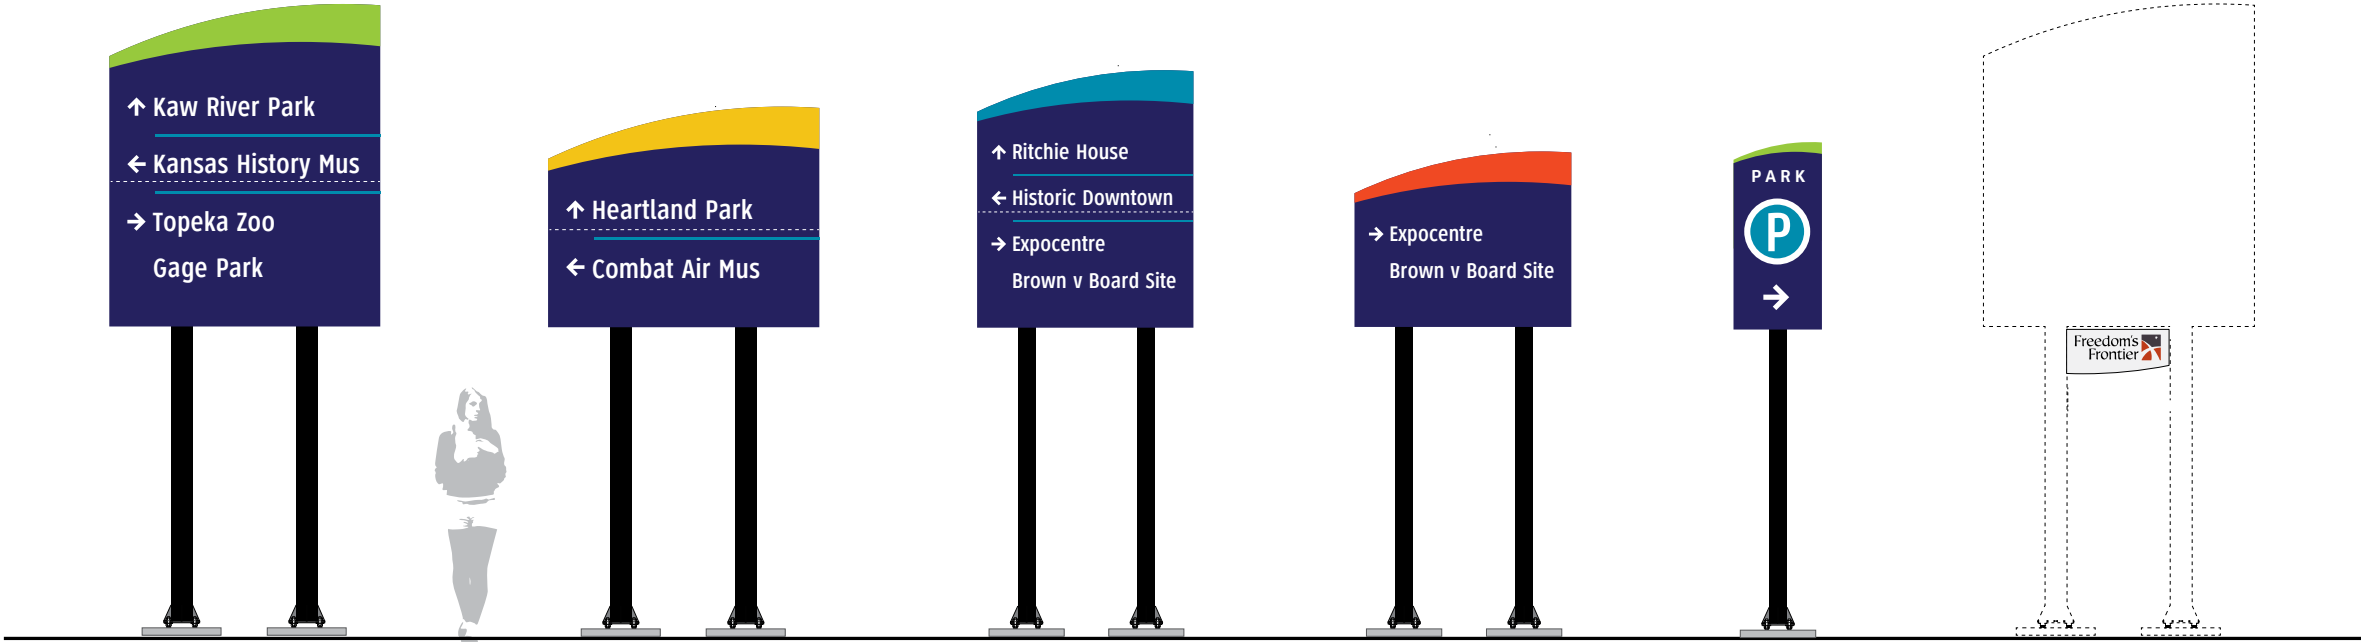 ↑ Kaw River Park
← Kansas History Mus
→ Topeka Zoo
Gage Park
↑ Heartland Park
← Combat Air Mus
↑ Ritchie House
← Historic Downtown
→ Expocentre
Brown v Board Site
→ Expocentre
Brown v Board Site
PARK
P
→
Freedom's
Frontier